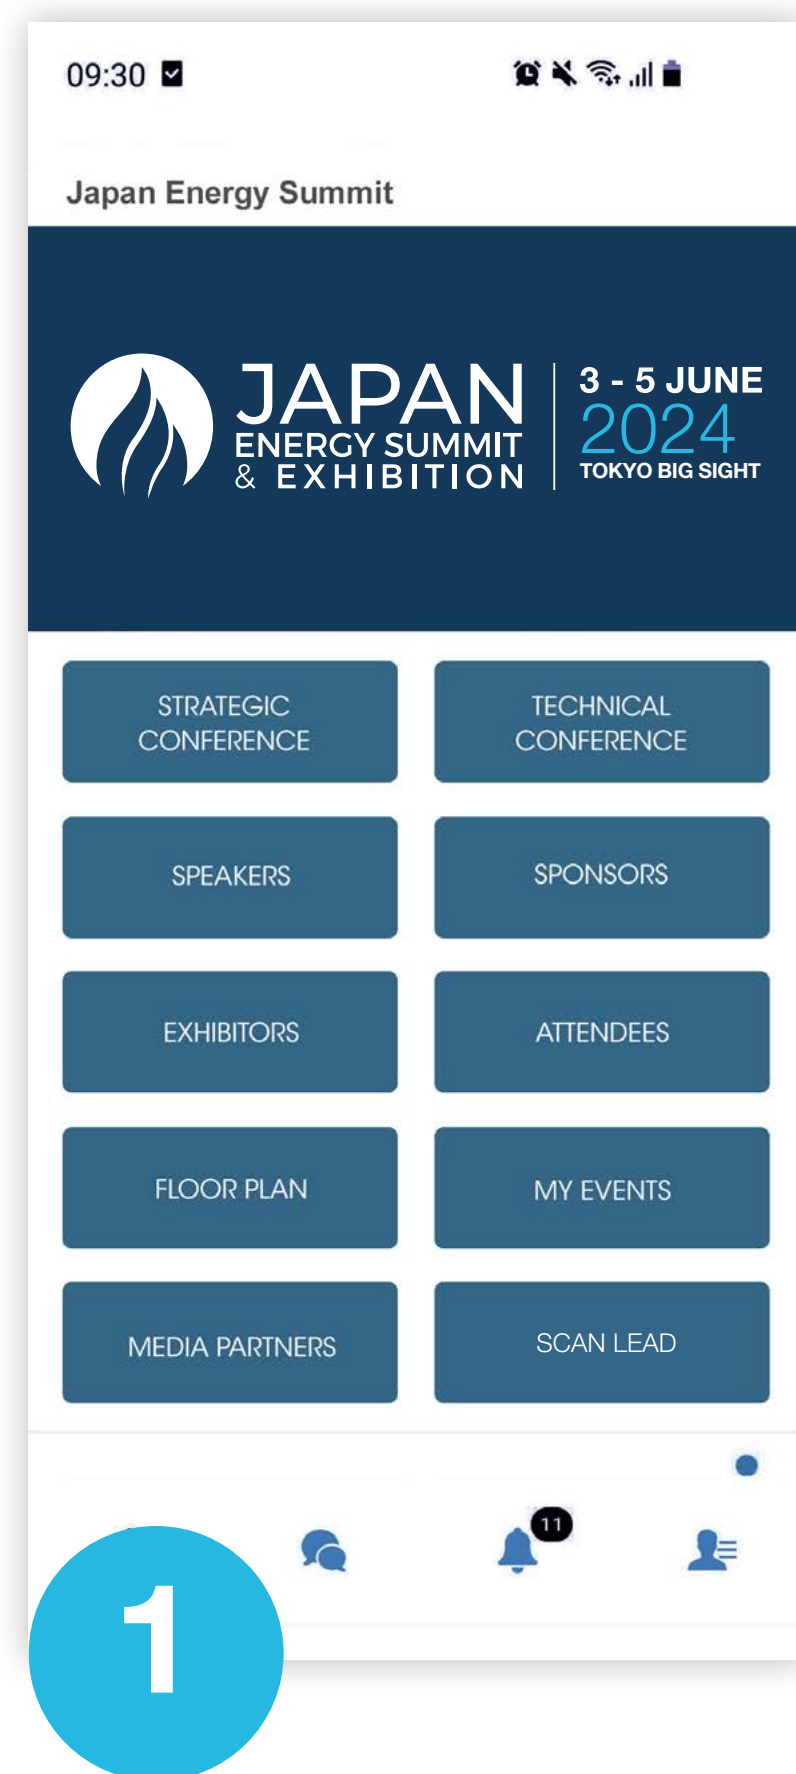 09:30
Japan Energy Summit
JAPAN
ENERGY SUMMIT
& EXHIBITION
3 - 5 JUNE
2024
TOKYO BIG SIGHT
STRATEGIC
CONFERENCE
TECHNICAL
CONFERENCE
SPEAKERS
SPONSORS
EXHIBITORS
ATTENDEES
FLOOR PLAN
MY EVENTS
MEDIA PARTNERS
SCAN LEAD
11
1